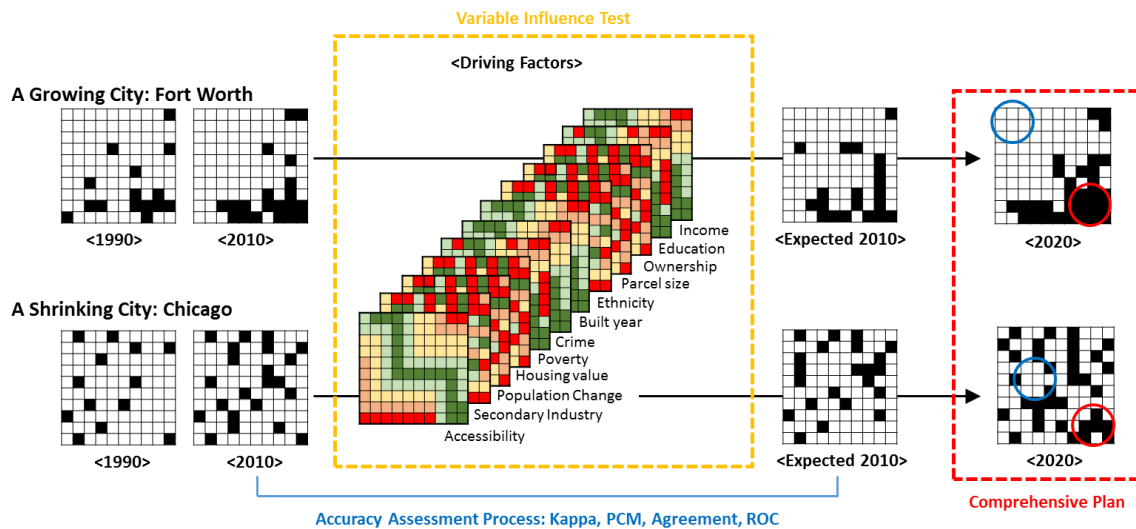 Variable Influence Test
<Driving Factors>
A Growing City: Fort Worth
<1990>
<2010>
<Expected 2010>
<2020>
Income
Education
Ownership
Parcel size
Ethnicity
Built year
Crime
Poverty
Housing value
Population Change
Secondary Industry
Accessibility
A Shrinking City: Chicago
<1990>
<2010>
<Expected 2010>
<2020>
Comprehensive Plan
Accuracy Assessment Process: Kappa, PCM, Agreement, ROC